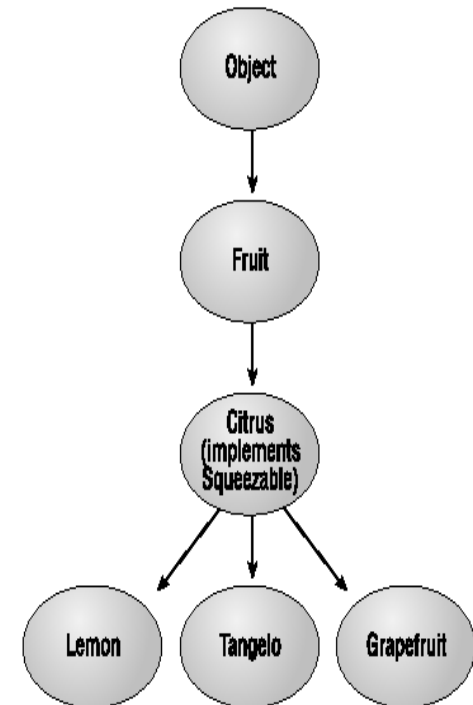 Object
Fruit
Citrus
(implements
Squeezable)
Lemon
Tangelo
Grapefruit